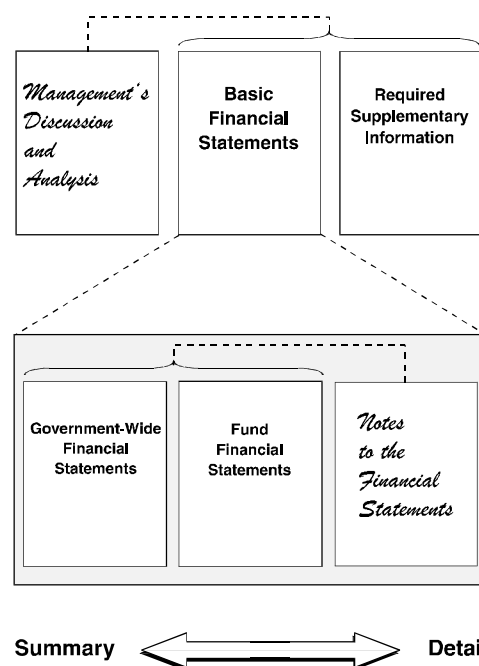 Management's
Discussion
and
Analysis
Basic
Financial
Statements
Required
Supplementary
Information
Government-Wide
Financial
Statements
Fund
Financial
Statements
Notes
to the
Financial
Statements
Summary
Detai